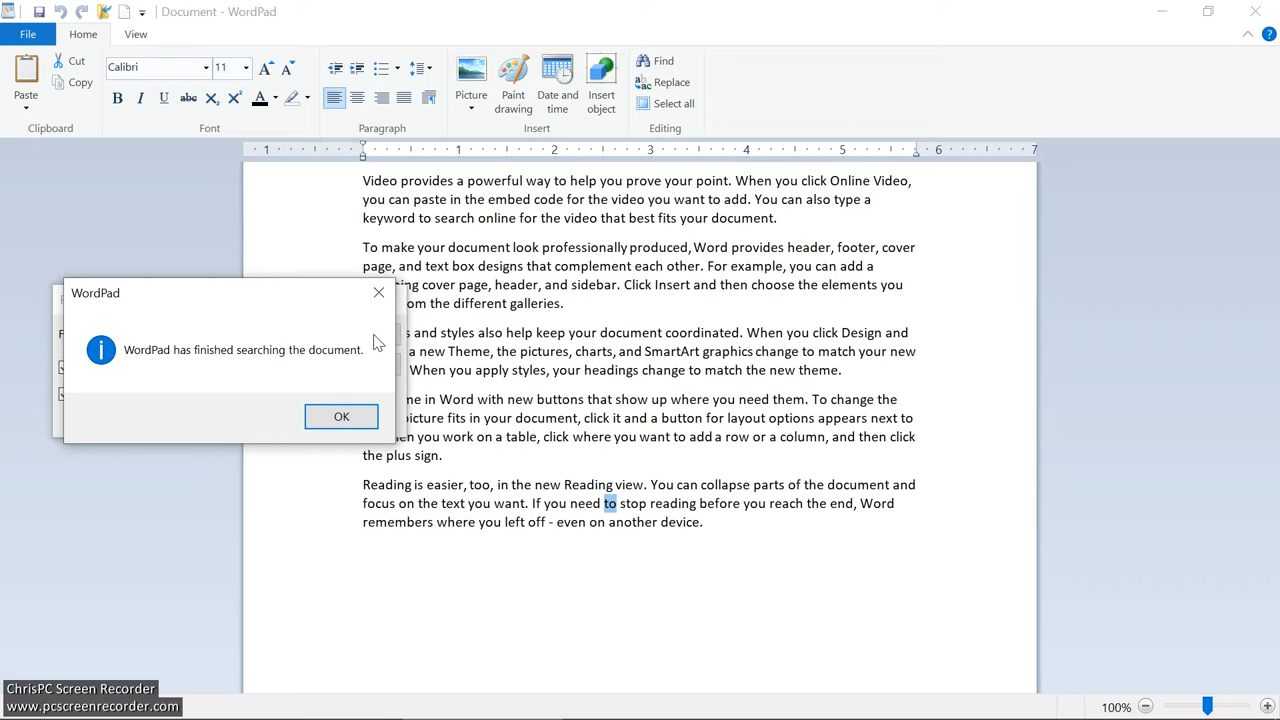 Document - WordPad
File
Home
View
Paste
Cut
Copy
Clipboard
Calibri
11
Font
Paragraph
Picture
Paint drawing
Date and time
Insert object
Insert
Find
Replace
Select all
Editing
1 1 2 3 4 5 6 7
Video provides a powerful way to help you prove your point. When you click Online Video,
you can paste in the embed code for the video you want to add. You can also type a
keyword to search online for the video that best fits your document.
To make your document look professionally produced, Word provides header, footer, cover
page, and text box designs that complement each other. For example, you can add a
cover page, header, and sidebar. Click Insert and then choose the elements you
the different galleries.
and styles also help keep your document coordinated. When you click Design and
a new Theme, the pictures, charts, and SmartArt graphics change to match your new
When you apply styles, your headings change to match the new theme.
in Word with new buttons that show up where you need them. To change the
picture fits in your document, click it and a button for layout options appears next to
you work on a table, click where you want to add a row or a column, and then click
the plus sign.
Reading is easier, too, in the new Reading view. You can collapse parts of the document and
focus on the text you want. If you need to stop reading before you reach the end, Word
remembers where you left off - even on another device.
WordPad
WordPad has finished searching the document.
OK
ChrisPC Screen Recorder
www.pcscreenrecorder.com
100%